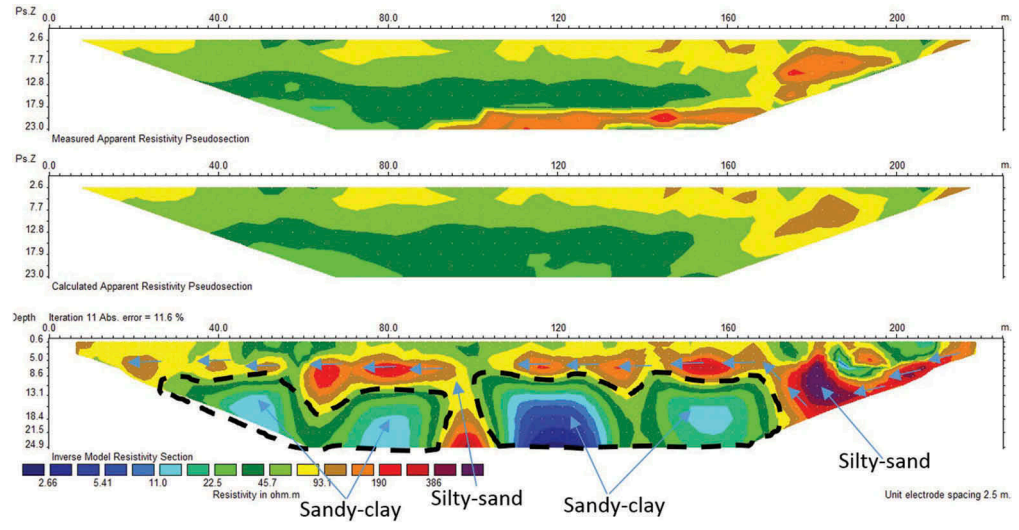 Ps.Z 0.0 40.0 80.0 120 160 200 m.
2.6
7.7
12.8
17.9
23.0
Measured Apparent Resistivity Pseudosection
Ps.Z 0.0 40.0 80.0 120 160 200 m.
2.6
7.7
12.8
17.9
23.0
Calculated Apparent Resistivity Pseudosection
Depth Iteration 11 Abs. error = 11.6 %
0.0 40.0 80.0 120 160 200 m.
0.6
5.0
8.6
13.1
18.4
24.9
Inverse Model Resistivity Section
2.66 5.41 11.0 22.5 45.7 93.1 190 386
Resistivity in ohm.m
Sandy-clay
Silty-sand
Sandy-clay
Silty-sand
Unit electrode spacing 2.5 m.